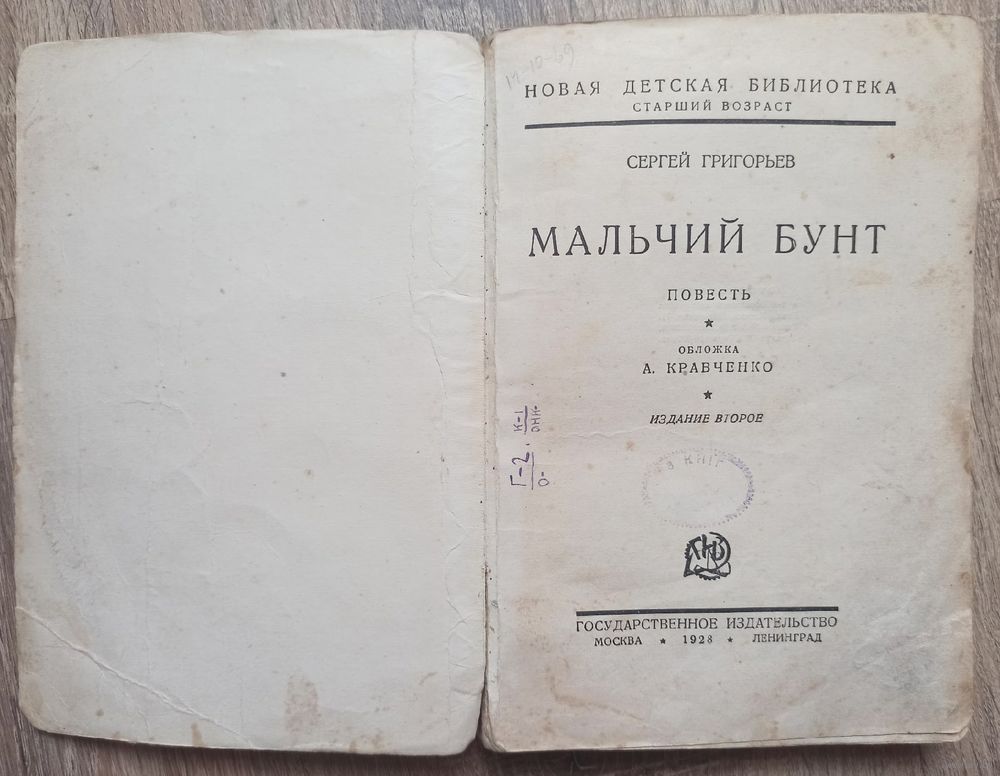 НОВАЯ ДЕТСКАЯ БИБЛИОТЕКА
СТАРШИЙ ВОЗРАСТ
СЕРГЕЙ ГРИГОРЬЕВ
МАЛЬЧИЙ БУНТ
ПОВЕСТЬ
ОБЛОЖКА
А. КРАВЧЕНКО
ИЗДАНИЕ ВТОРОЕ
ГОСУДАРСТВЕННОЕ ИЗДАТЕЛЬСТВО
МОСКВА ★ 1928 ★ ЛЕНИНГРАД